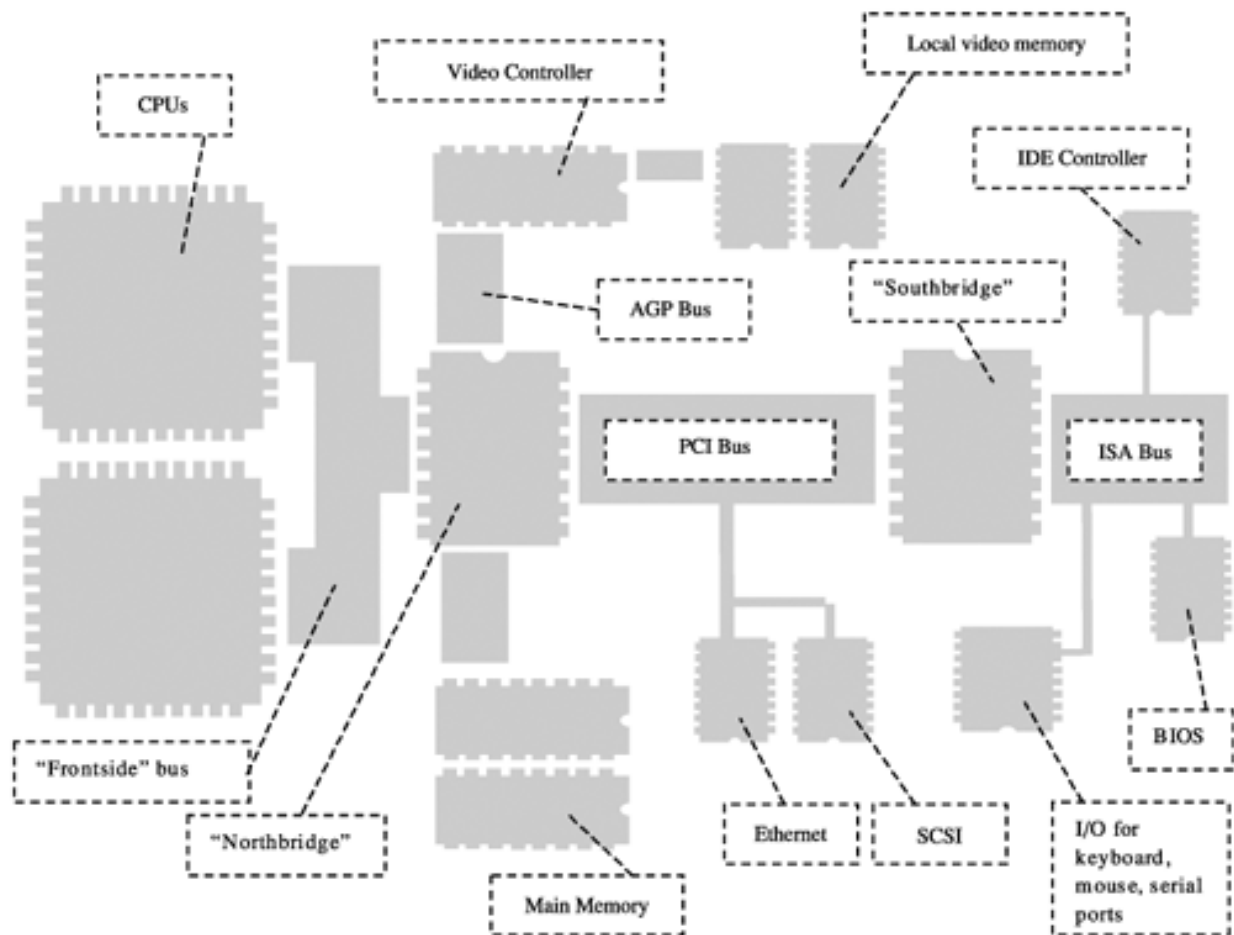 Local video memory
Video Controller
CPUs
IDE Controller
“Southbridge”
AGP Bus
PCI Bus
ISA Bus
“Frontside” bus
BIOS
“Northbridge”
Ethernet
SCSI
I/O for
keyboard,
mouse, serial
ports
Main Memory